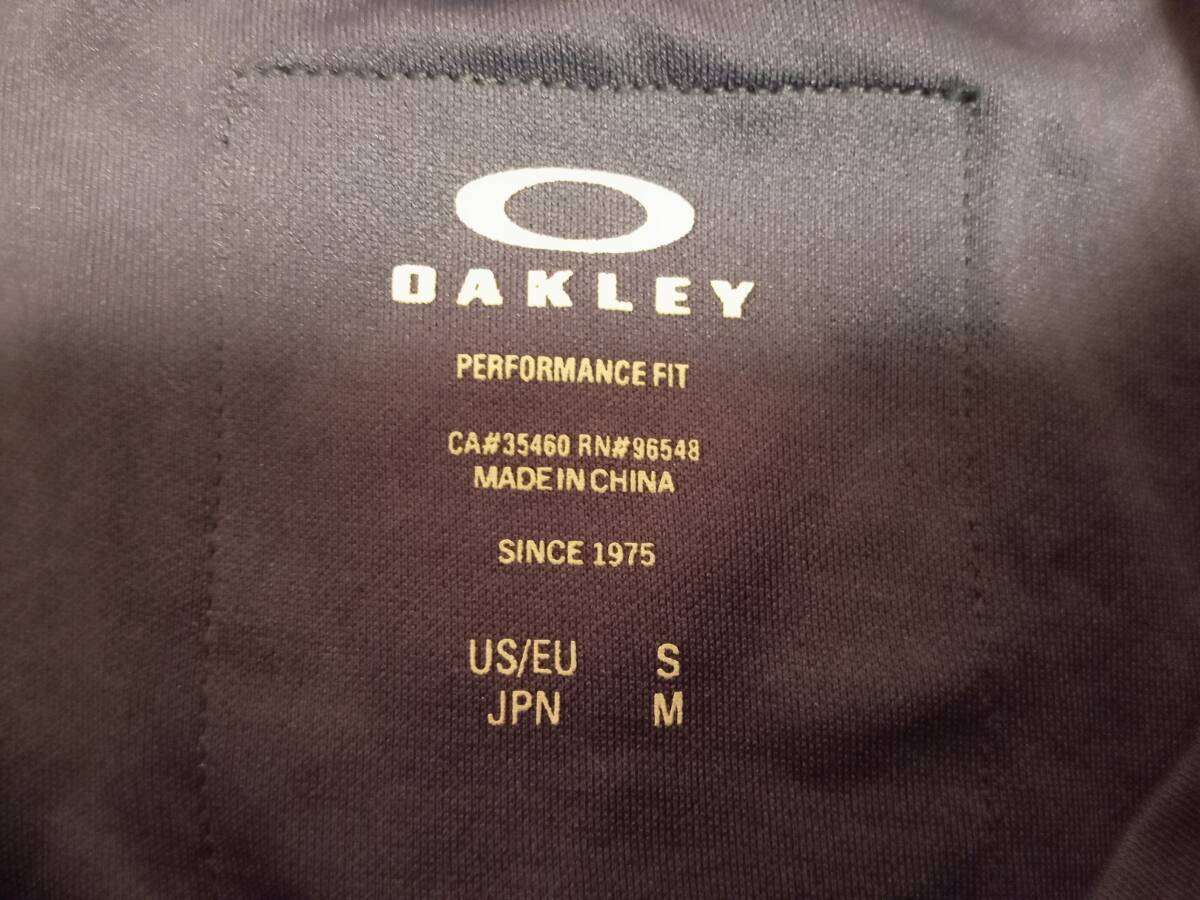 OAKLEY
PERFORMANCE FIT
CA#35460 RN#96548
MADE IN CHINA
SINCE 1975
US/EU S
JPN M